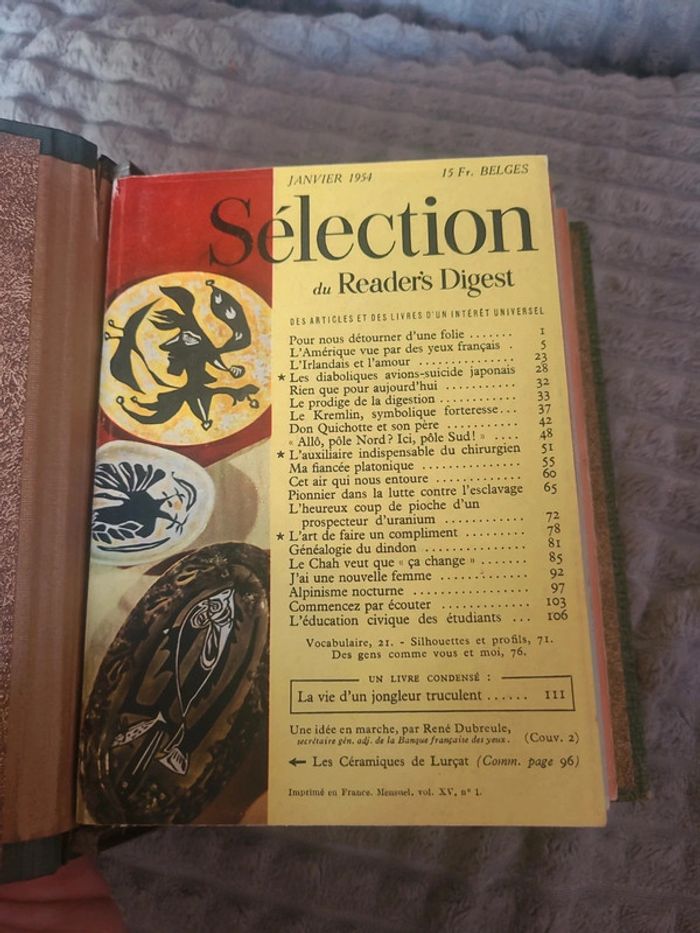 JANVIER 1954 15 Fr. BELGES
Sélection
du Reader's Digest
DES ARTICLES ET DES LIVRES D'UN INTÉRÊT UNIVERSEL
Pour nous détourner d'une folie ....... 1
L'Amérique vue par des yeux français . 5
L'Irlandais et l'amour .............. 23
★ Les diaboliques avions-suicide japonais 28
Rien que pour aujourd'hui .......... 32
Le prodige de la digestion .......... 33
Le Kremlin, symbolique forteresse... 37
Don Quichotte et son père .......... 42
« Allô, pôle Nord ? Ici, pôle Sud ! » .... 48
★ L'auxiliaire indispensable du chirurgien 51
Ma fiancée platonique .............. 55
Cet air qui nous entoure ............ 60
Pionnier dans la lutte contre l'esclavage 65
L'heureux coup de pioche d'un
prospecteur d'uranium ........... 72
★ L'art de faire un compliment ........ 78
Généalogie du dindon .............. 81
Le Chah veut que « ça change » ...... 85
J'ai une nouvelle femme ............ 92
Alpinisme nocturne ................ 97
Commencez par écouter ............ 103
L'éducation civique des étudiants ... 106
Vocabulaire, 21. - Silhouettes et profils, 71.
Des gens comme vous et moi, 76.
UN LIVRE CONDENSÉ :
La vie d'un jongleur truculent ...... 111
Une idée en marche, par René Dubreule,
secrétaire gén. adj. de la Banque française des yeux. (Couv. 2)
← Les Céramiques de Lurçat (Comm. page 96)
Imprimé en France. Mensuel, vol. XV, n° 1.